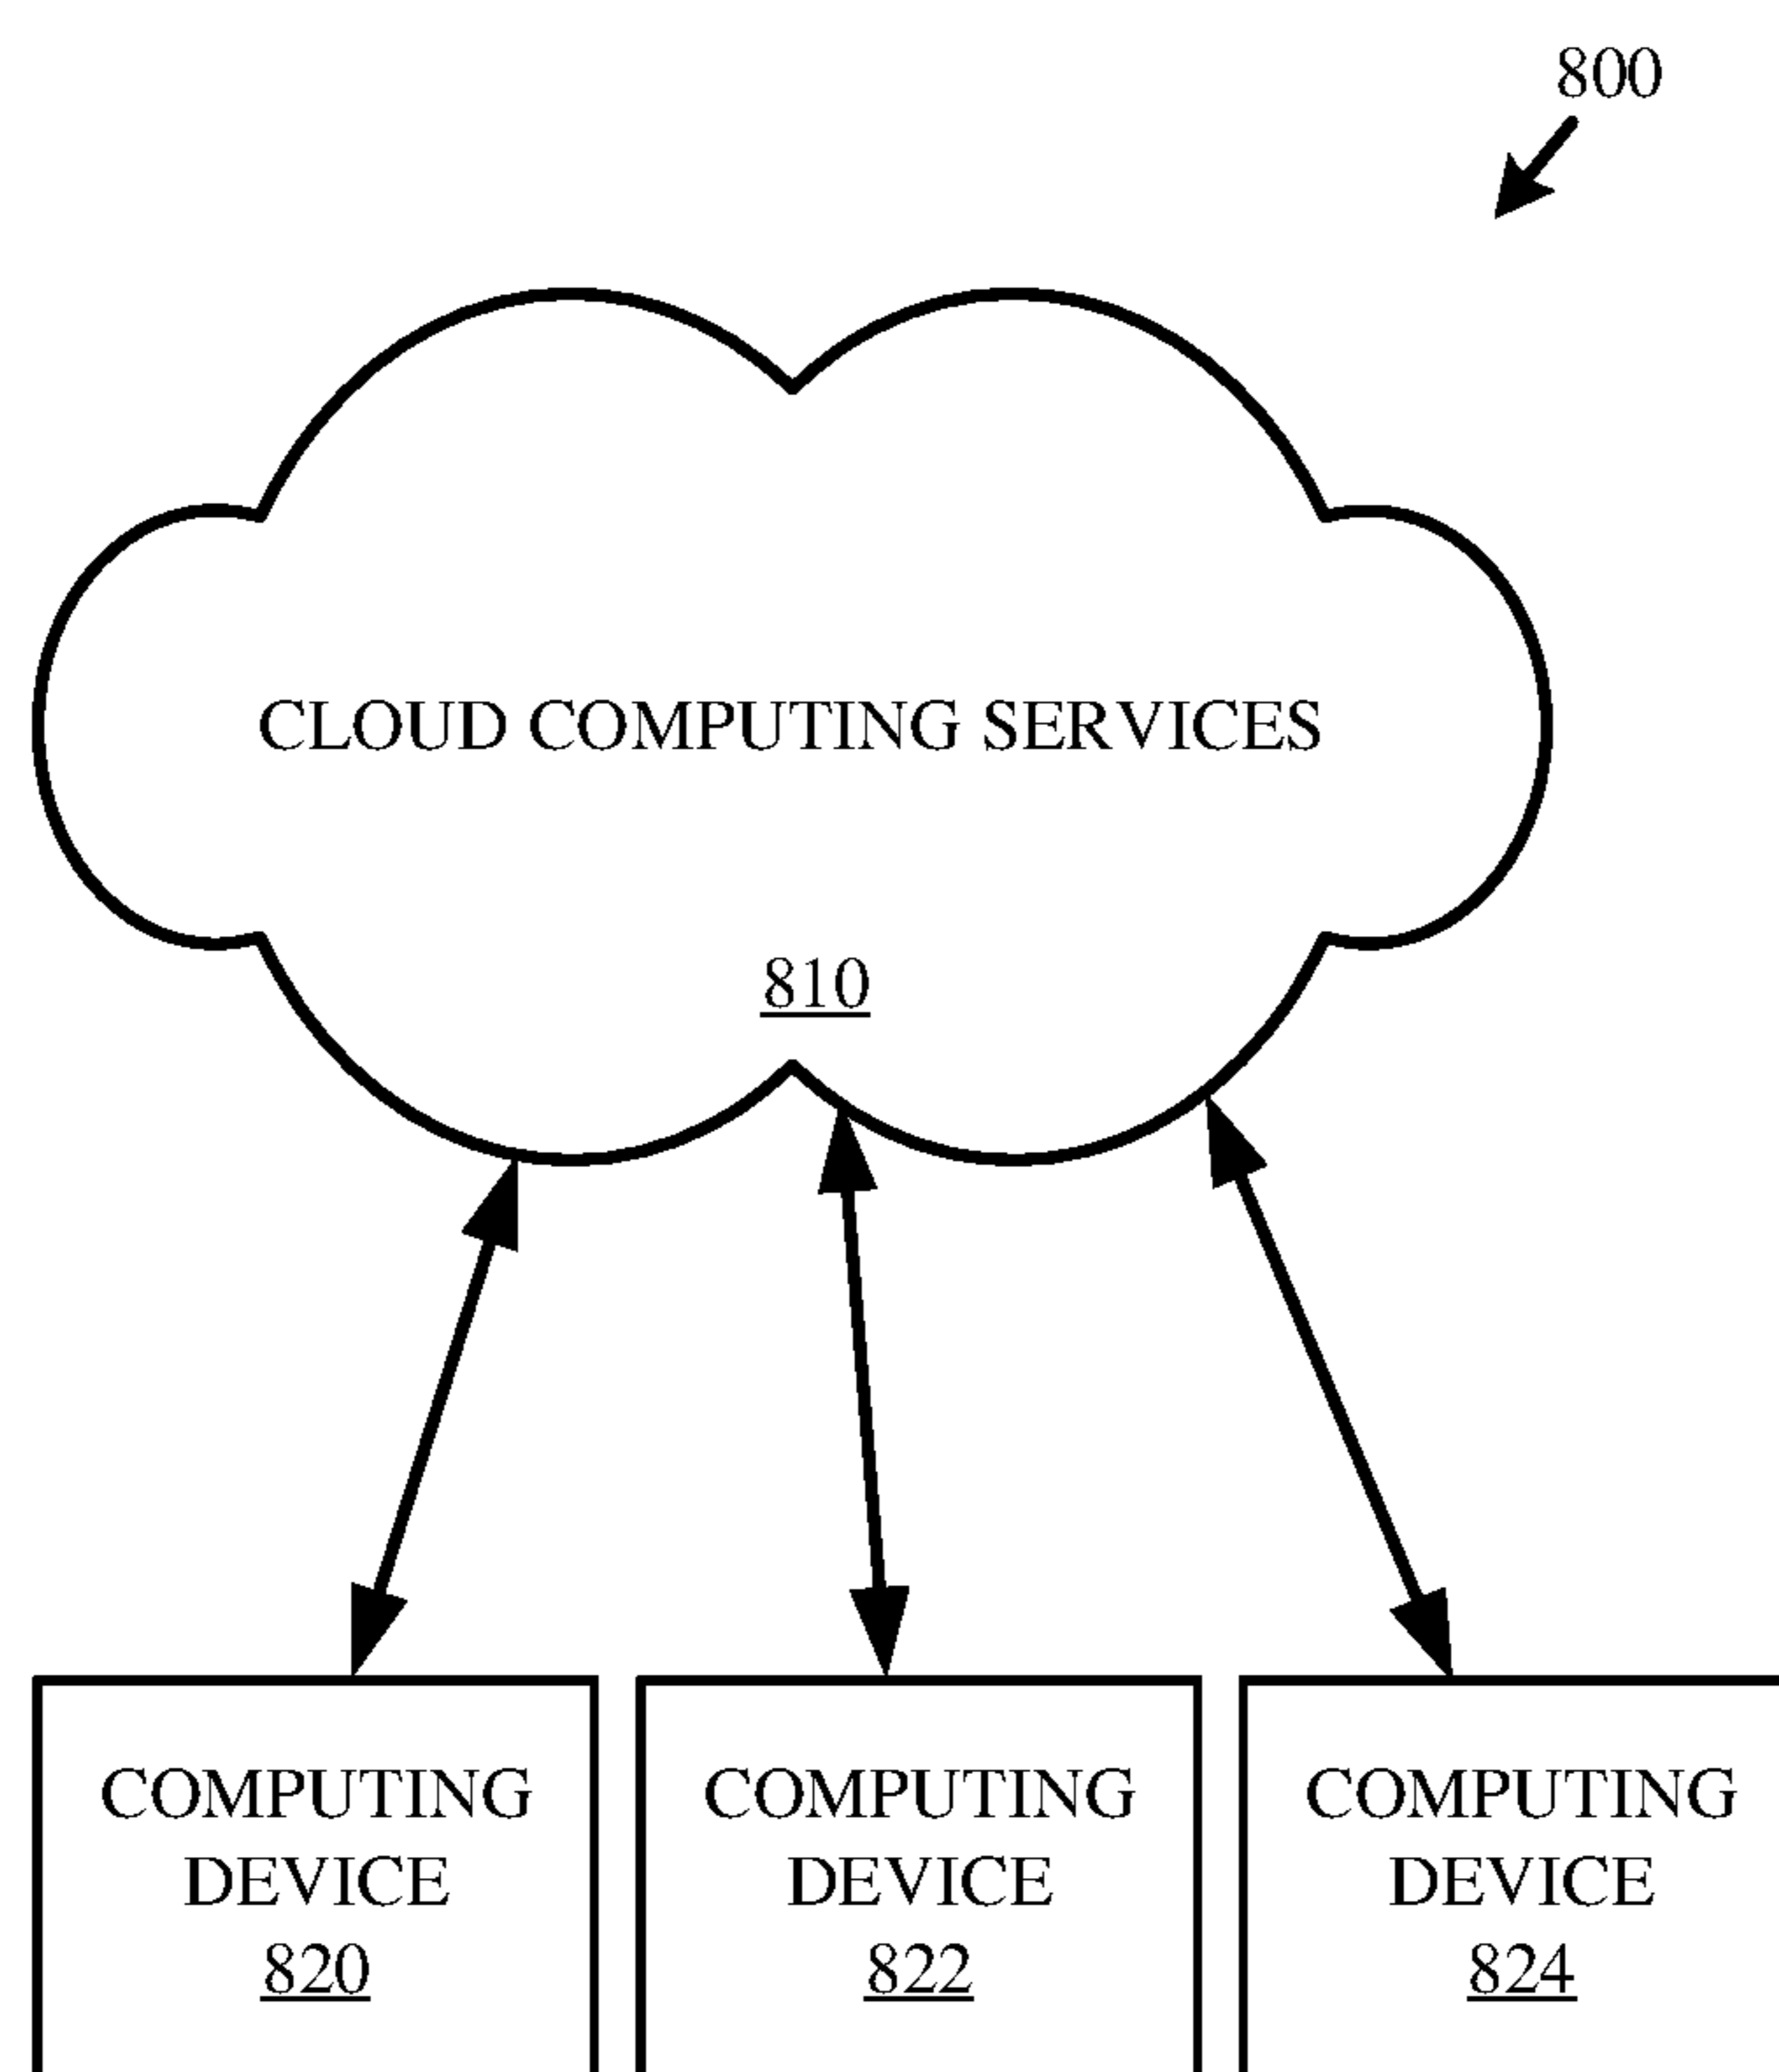 800
CLOUD COMPUTING SERVICES
810
COMPUTING
DEVICE
820
COMPUTING
DEVICE
822
COMPUTING
DEVICE
824